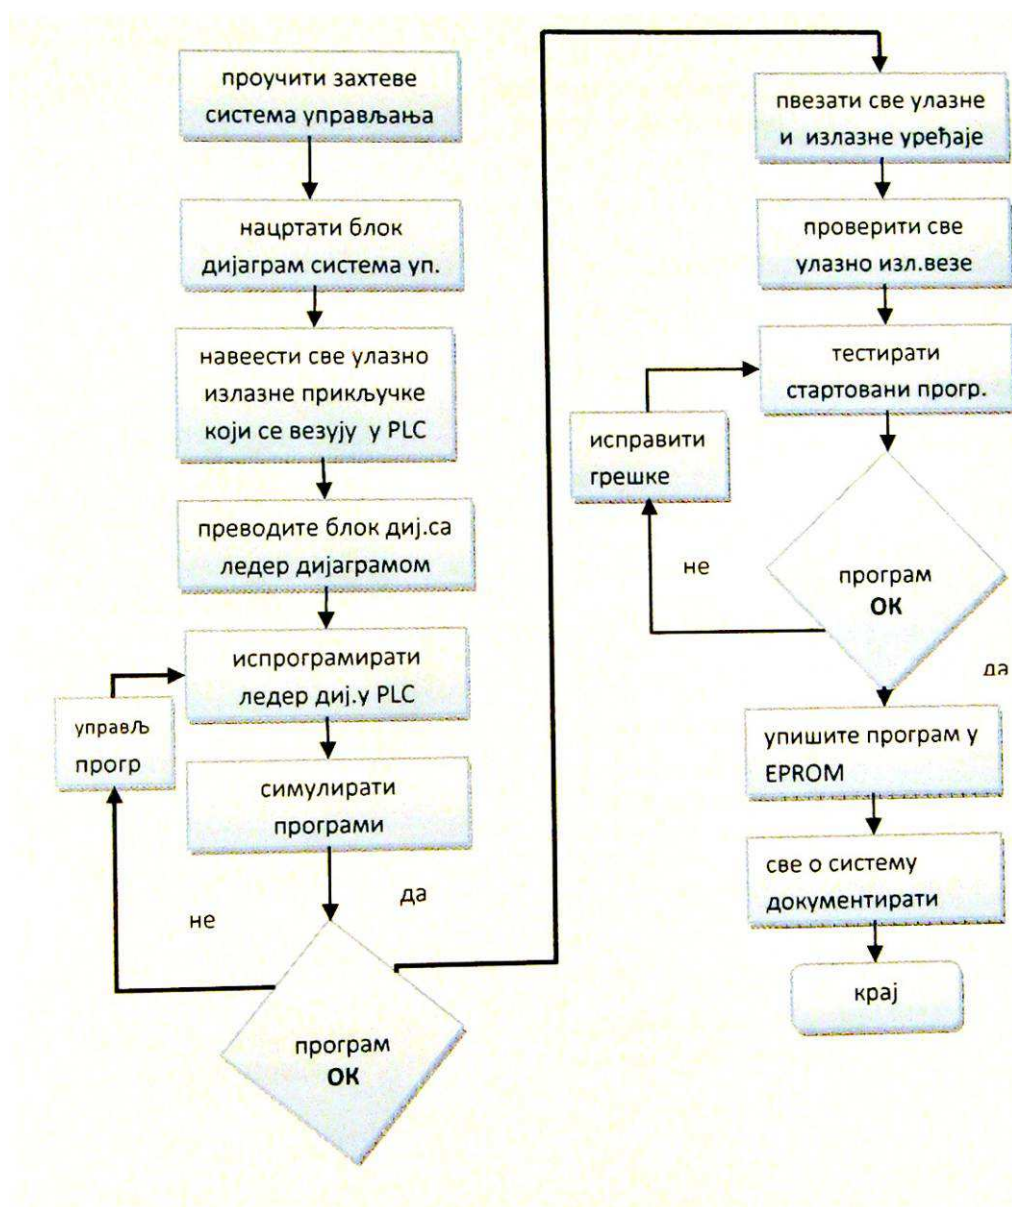 проучити захтеве
система управљања
нацртати блок
дијаграм система уп.
навеести све улазно
излазне прикључке
који се везују у PLC
преводите блок диј.са
ледер дијаграмом
испрограмирати
ледер диј.у PLC
управЉ
прогр
симулирати
програми
да
не
програм
ОК
пвезати све улазне
и излазне уређаје
проверити све
улазно изл.везе
тестирати
стартовани прогр.
исправити
грешке
не
програм
ОК
да
упишите програм у
EPROM
све о систему
документирати
крај